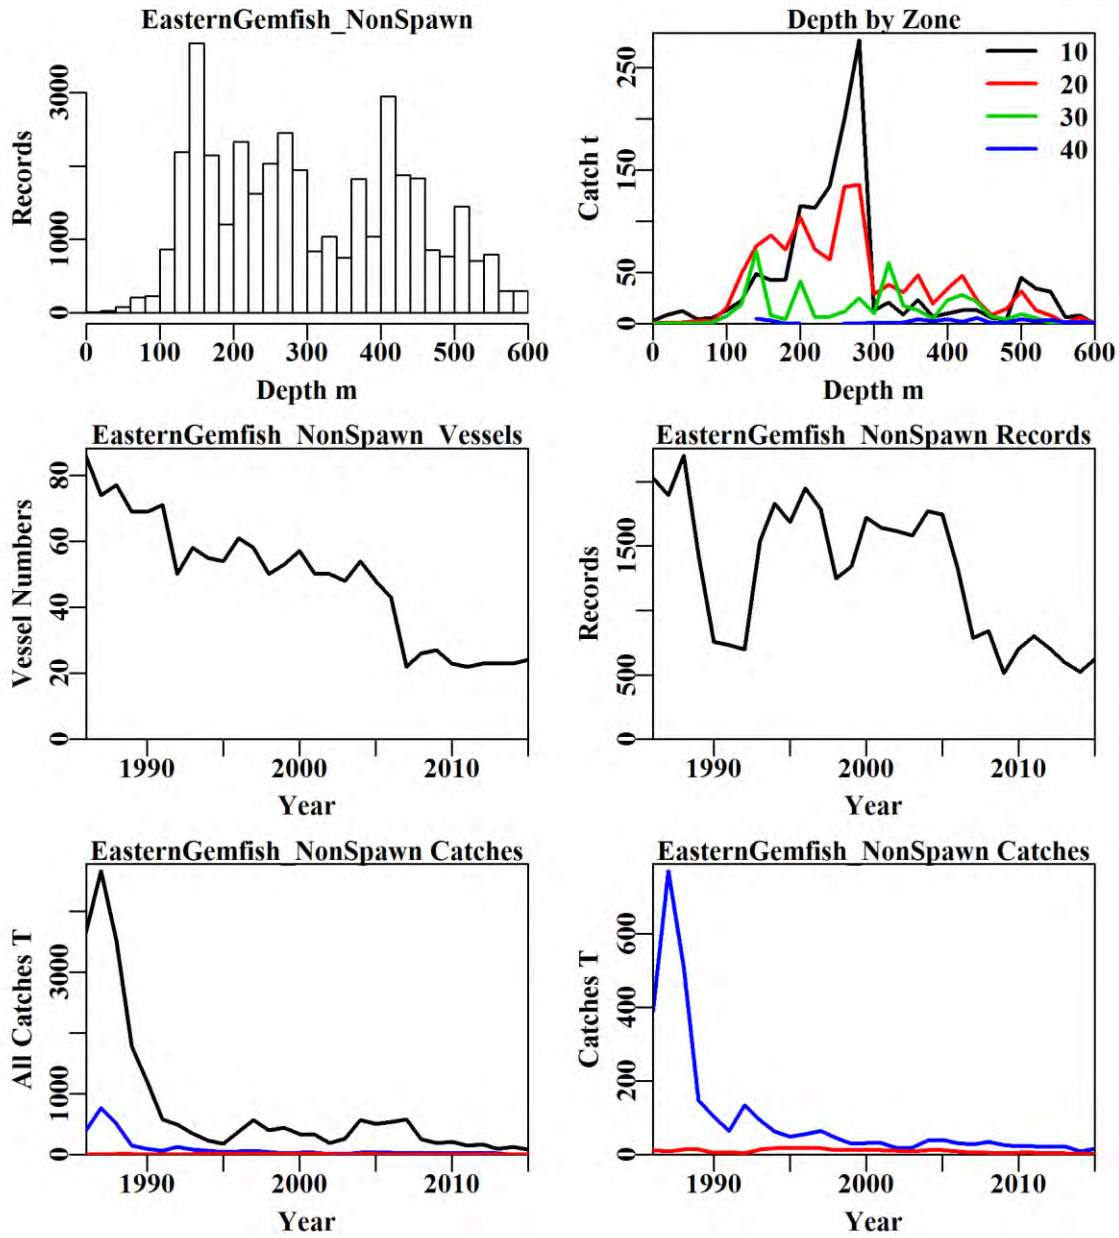 EasternGemfish_NonSpawn
Records
0 1000 3000
0 100 200 300 400 500 600
Depth m
Depth by Zone
Catch t
0 50 150 250
10
20
30
40
0 100 200 300 400 500 600
Depth m
EasternGemfish_NonSpawn_Vessels
Vessel Numbers
0 20 40 60 80
1990 2000 2010
Year
EasternGemfish_NonSpawn Records
Records
0 500 1500
1990 2000 2010
Year
EasternGemfish_NonSpawn Catches
All Catches T
0 1000 3000
1990 2000 2010
Year
EasternGemfish_NonSpawn Catches
Catches T
0 200 400 600
1990 2000 2010
Year